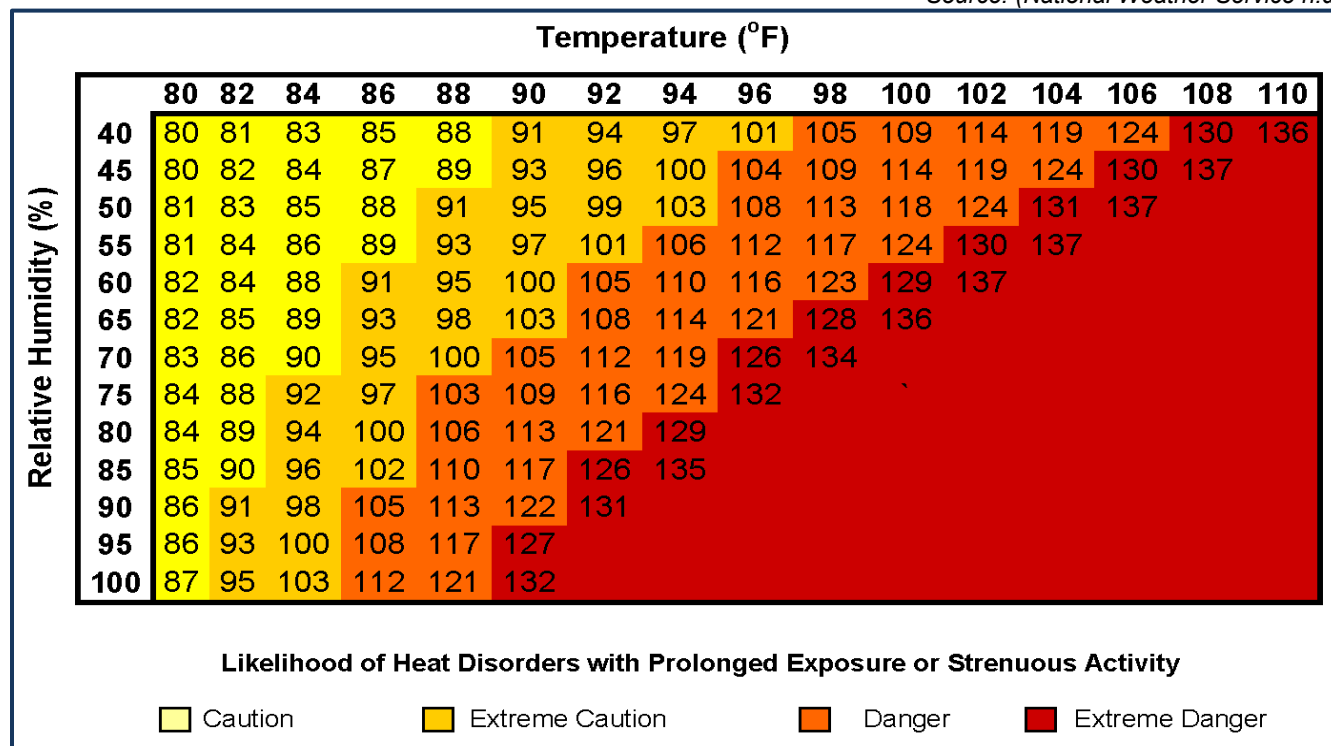 Source: (National Weather Service n.d
Temperature (°F)
80 82 84 86 88 90 92 94 96 98 100 102 104 106 108 110
Relative Humidity (%)
40 80 81 83 85 88 91 94 97 101 105 109 114 119 124 130 136
45 80 82 84 87 89 93 96 100 104 109 114 119 124 130 137
50 81 83 85 88 91 95 99 103 108 113 118 124 131 137
55 81 84 86 89 93 97 101 106 112 117 124 130 137
60 82 84 88 91 95 100 105 110 116 123 129 137
65 82 85 89 93 98 103 108 114 121 128 136
70 83 86 90 95 100 105 112 119 126 134
75 84 88 92 97 103 109 116 124 132 `
80 84 89 94 100 106 113 121 129
85 85 90 96 102 110 117 126 135
90 86 91 98 105 113 122 131
95 86 93 100 108 117 127
100 87 95 103 112 121 132
Likelihood of Heat Disorders with Prolonged Exposure or Strenuous Activity
Caution Extreme Caution Danger Extreme Danger